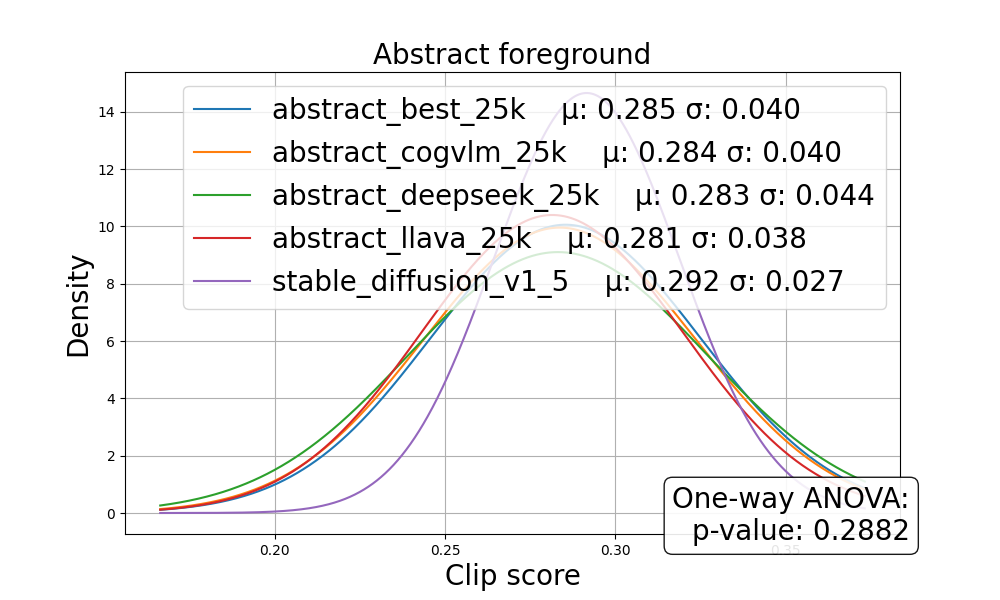 Abstract foreground
abstract_best_25k μ: 0.285 σ: 0.040
abstract_cogvlm_25k μ: 0.284 σ: 0.040
abstract_deepseek_25k μ: 0.283 σ: 0.044
abstract_llava_25k μ: 0.281 σ: 0.038
stable_diffusion_v1_5 μ: 0.292 σ: 0.027
14
12
10
8
6
4
2
0
Density
One-way ANOVA:
p-value: 0.2882
0.20 0.25 0.30 0.35
Clip score